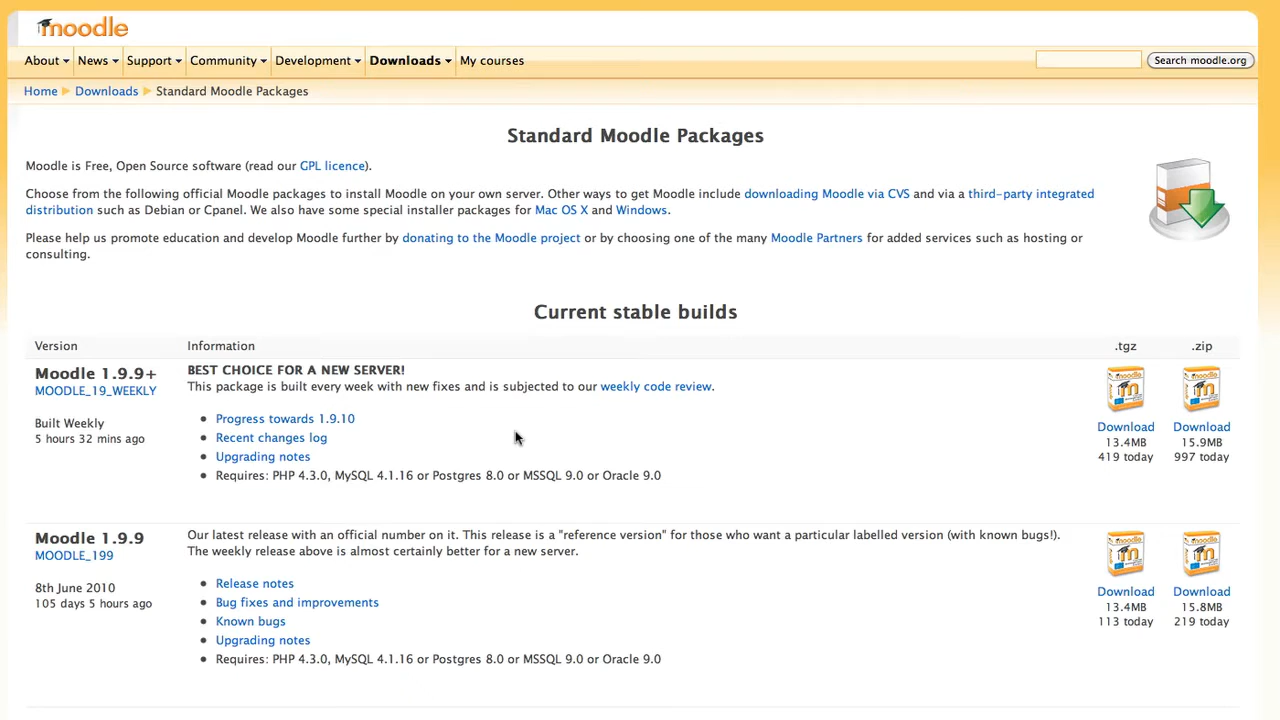 moodle
About News Support Community Development Downloads My courses Search moodle.org
Home Downloads Standard Moodle Packages
Standard Moodle Packages
Moodle is Free, Open Source software (read our GPL licence).
Choose from the following official Moodle packages to install Moodle on your own server. Other ways to get Moodle include downloading Moodle via CVS and via a third-party integrated
distribution such as Debian or Cpanel. We also have some special installer packages for Mac OS X and Windows.
Please help us promote education and develop Moodle further by donating to the Moodle project or by choosing one of the many Moodle Partners for added services such as hosting or
consulting.
Current stable builds
Version Information .tgz .zip
Moodle 1.9.9+
MOODLE_19_WEEKLY
Built Weekly
5 hours 32 mins ago
BEST CHOICE FOR A NEW SERVER!
This package is built every week with new fixes and is subjected to our weekly code review.
Progress towards 1.9.10
Recent changes log
Upgrading notes
Requires: PHP 4.3.0, MySQL 4.1.16 or Postgres 8.0 or MSSQL 9.0 or Oracle 9.0
Download
13.4MB
419 today
Download
15.9MB
997 today
Moodle 1.9.9
MOODLE_199
8th June 2010
105 days 5 hours ago
Our latest release with an official number on it. This release is a "reference version" for those who want a particular labelled version (with known bugs!).
The weekly release above is almost certainly better for a new server.
Release notes
Bug fixes and improvements
Known bugs
Upgrading notes
Requires: PHP 4.3.0, MySQL 4.1.16 or Postgres 8.0 or MSSQL 9.0 or Oracle 9.0
Download
13.4MB
113 today
Download
15.8MB
219 today